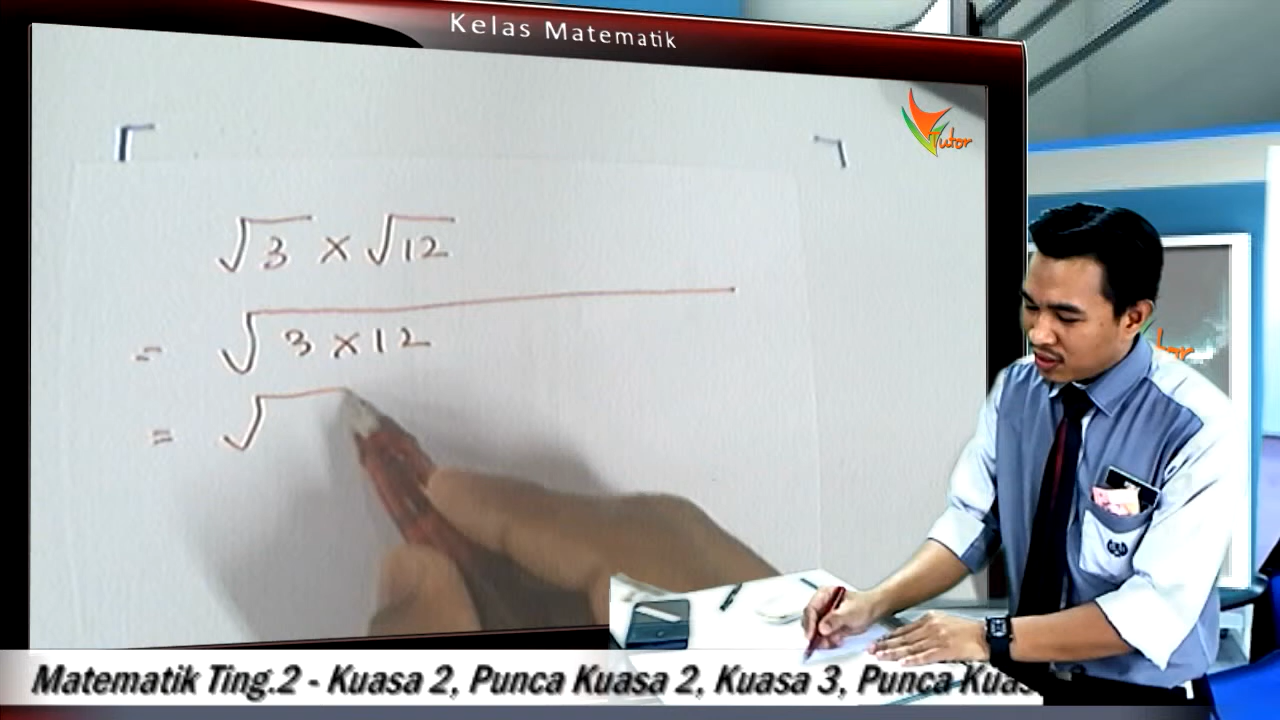 Kelas Matematik
Tutor
√3 × √12
= √3 × 12
= √
tor
Matematik Ting.2 - Kuasa 2, Punca Kuasa 2, Kuasa 3, Punca Kuas